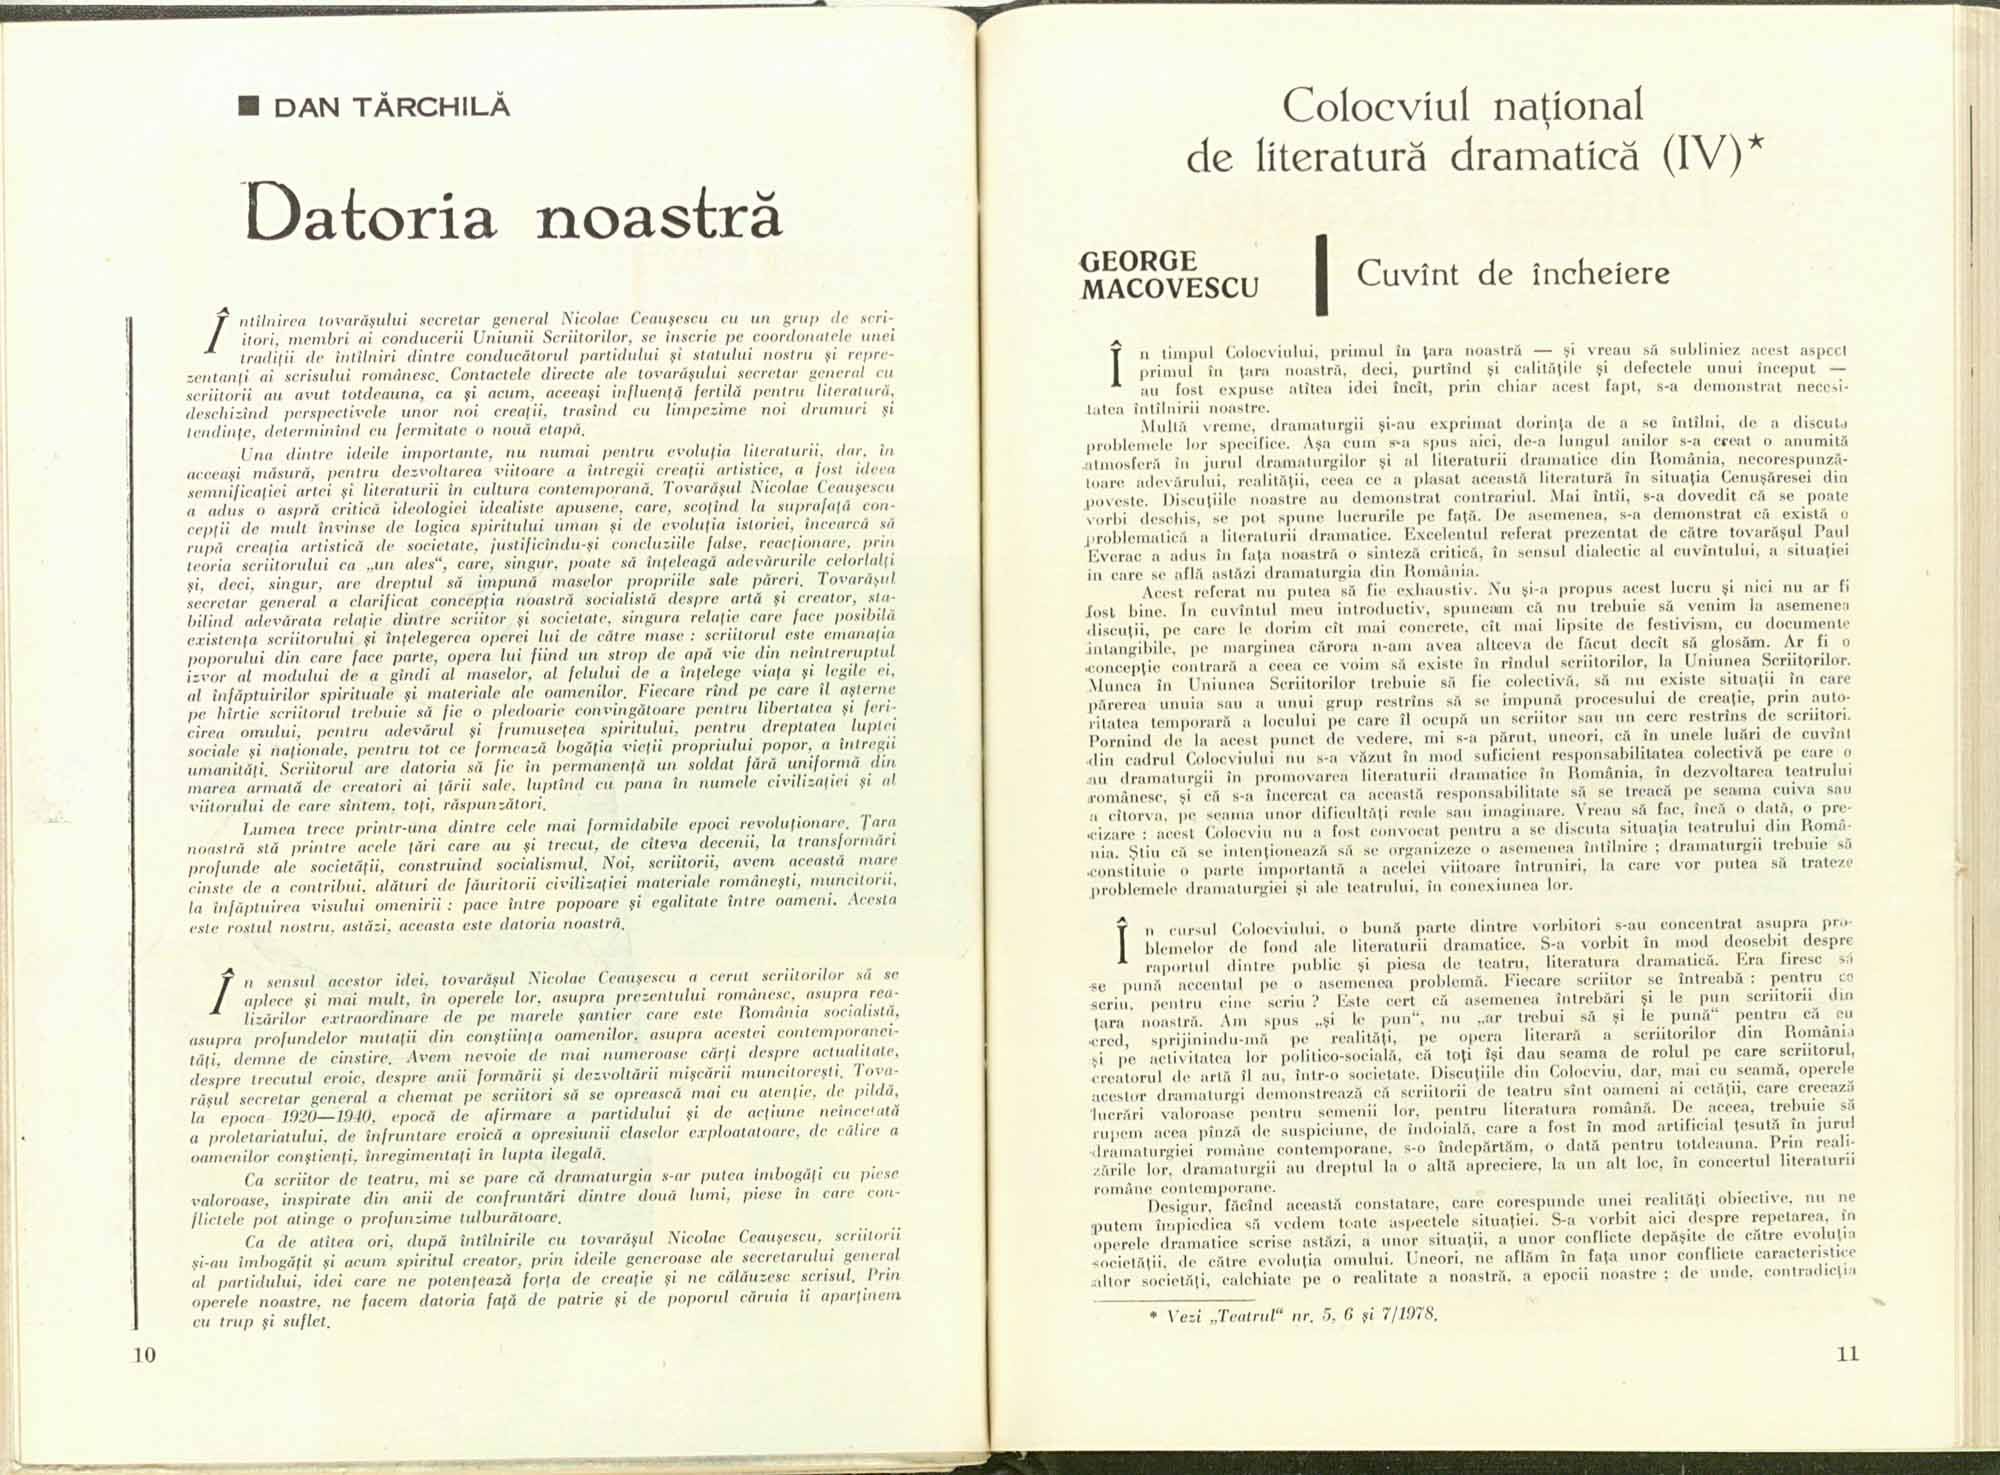 ■ DAN TĂRCHILĂ
Datoria noastră
Întîlnirea tovarășului secretar general Nicolae Ceaușescu cu un grup de scri-
itori, membri ai conducerii Uniunii Scriitorilor, se înscrie pe coordonatele unei
tradiții de întîlniri dintre conducătorul partidului și statului nostru și repre-
zentanți ai scrisului românesc. Contactele directe ale tovarășului secretar general cu
scriitorii au avut totdeauna, ca și acum, aceeași influență fertilă pentru literatură,
deschizînd perspectivele unor noi creații, trasînd cu limpezime noi drumuri și
tendințe, determinînd cu fermitate o nouă etapă.
Una dintre ideile importante, nu numai pentru evoluția literaturii, dar, în
aceeași măsură, pentru dezvoltarea viitoare a întregii creații artistice, a fost ideea
semnificației artei și literaturii în cultura contemporană. Tovarășul Nicolae Ceaușescu
a adus o aspră critică ideologiei idealiste apusene, care, scoțînd la suprafață con-
cepții de mult învinse de logica spiritului uman și de evoluția istoriei, încearcă să
rupă creația artistică de societate, justificîndu-și concluziile false, reacționare, prin
teoria scriitorului ca „un ales“, care, singur, poate să înțeleagă adevărurile celorlalți
și, deci, singur, are dreptul să impună maselor propriile sale păreri. Tovarășul
secretar general a clarificat concepția noastră socialistă despre artă și creator, sta-
bilind adevărata relație dintre scriitor și societate, singura relație care face posibilă
existența scriitorului și înțelegerea operei lui de către mase : scriitorul este emanația
poporului din care face parte, opera lui fiind un strop de apă vie din neîntreruptul
izvor al modului de a gîndi al maselor, al felului de a înțelege viața și legile ei,
al înfăptuirilor spirituale și materiale ale oamenilor. Fiecare rînd pe care îl așterne
pe hîrtie scriitorul trebuie să fie o pledoarie convingătoare pentru libertatea și feri-
cirea omului, pentru adevărul și frumusețea spiritului, pentru dreptatea luptei
sociale și naționale, pentru tot ce formează bogăția vieții propriului popor, a întregii
umanități. Scriitorul are datoria să fie în permanență un soldat fără uniformă din
marea armată de creatori ai țării sale, luptînd cu pana în numele civilizației și al
viitorului de care sîntem, toți, răspunzători.
Lumea trece printr-una dintre cele mai formidabile epoci revoluționare. Țara
noastră stă printre acele țări care au și trecut, de cîteva decenii, la transformări
profunde ale societății, construind socialismul. Noi, scriitorii, avem această mare
cinste de a contribui, alături de făuritorii civilizației materiale românești, muncitorii,
la înfăptuirea visului omenirii : pace între popoare și egalitate între oameni. Acesta
este rostul nostru, astăzi, aceasta este datoria noastră.
În sensul acestor idei, tovarășul Nicolae Ceaușescu a cerut scriitorilor să se
aplece și mai mult, în operele lor, asupra prezentului românesc, asupra rea-
lizărilor extraordinare de pe marele șantier care este România socialistă,
asupra profundelor mutații din conștiința oamenilor, asupra acestei contemporanei-
tăți, demne de cinstire. Avem nevoie de mai numeroase cărți despre actualitate,
despre trecutul eroic, despre anii formării și dezvoltării mișcării muncitorești. Tova-
rășul secretar general a chemat pe scriitori să se oprească mai cu atenție, de pildă,
la epoca 1920—1940, epocă de afirmare a partidului și de acțiune neîncetată
a proletariatului, de înfruntare eroică a opresiunii claselor exploatatoare, de călire a
oamenilor conștienți, înregimentați în lupta ilegală.
Ca scriitor de teatru, mi se pare că dramaturgia s-ar putea îmbogăți cu piese
valoroase, inspirate din anii de confruntări dintre două lumi, piese în care con-
flictele pot atinge o profunzime tulburătoare.
Ca de atîtea ori, după întîlnirile cu tovarășul Nicolae Ceaușescu, scriitorii
și-au îmbogățit și acum spiritul creator, prin ideile generoase ale secretarului general
al partidului, idei care ne potențează forța de creație și ne călăuzesc scrisul. Prin
operele noastre, ne facem datoria față de patrie și de poporul căruia îi aparținem
cu trup și suflet.
10
Colocviul național
de literatură dramatică (IV)*
GEORGE
MACOVESCU
Cuvînt de încheiere
În timpul Colocviului, primul în țara noastră — și vreau să subliniez acest aspect
primul în țara noastră, deci, purtînd și calitățile și defectele unui început —
au fost expuse atîtea idei încît, prin chiar acest fapt, s-a demonstrat necesi-
tatea întîlnirii noastre.
Multă vreme, dramaturgii și-au exprimat dorința de a se întîlni, de a discuta
problemele lor specifice. Așa cum s-a spus aici, de-a lungul anilor s-a creat o anumită
atmosferă în jurul dramaturgilor și al literaturii dramatice din România, necorespunză-
toare adevărului, realității, ceea ce a plasat această literatură în situația Cenușăresei din
poveste. Discuțiile noastre au demonstrat contrariul. Mai întîi, s-a dovedit că se poate
vorbi deschis, se pot spune lucrurile pe față. De asemenea, s-a demonstrat că există o
problematică a literaturii dramatice. Excelentul referat prezentat de către tovarășul Paul
Everac a adus în fața noastră o sinteză critică, în sensul dialectic al cuvîntului, a situației
în care se află astăzi dramaturgia din România.
Acest referat nu putea să fie exhaustiv. Nu și-a propus acest lucru și nici nu ar fi
fost bine. În cuvîntul meu introductiv, spuneam că nu trebuie să venim la asemenea
discuții, pe care le dorim cît mai concrete, cît mai lipsite de festivism, cu documente
intangibile, pe marginea cărora n-am avea altceva de făcut decît să glosăm. Ar fi o
concepție contrară a ceea ce voim să existe în rîndul scriitorilor, la Uniunea Scriitorilor.
Munca în Uniunea Scriitorilor trebuie să fie colectivă, să nu existe situații în care
părerea unuia sau a unui grup restrîns să se impună procesului de creație, prin auto-
ritatea temporară a locului pe care îl ocupă un scriitor sau un cerc restrîns de scriitori.
Pornind de la acest punct de vedere, mi s-a părut, uneori, că în unele luări de cuvînt
din cadrul Colocviului nu s-a văzut în mod suficient responsabilitatea colectivă pe care o
au dramaturgii în promovarea literaturii dramatice în România, în dezvoltarea teatrului
românesc, și că s-a încercat ca această responsabilitate să se treacă pe seama cuiva sau
a cîtorva, pe seama unor dificultăți reale sau imaginare. Vreau să fac, încă o dată, o pre-
cizare : acest Colocviu nu a fost convocat pentru a se discuta situația teatrului din Româ-
nia. Știu că se intenționează să se organizeze o asemenea întîlnire ; dramaturgii trebuie să
constituie o parte importantă a acelei viitoare întruniri, la care vor putea să trateze
problemele dramaturgiei și ale teatrului, în conexiunea lor.
În cursul Colocviului, o bună parte dintre vorbitori s-au concentrat asupra pro-
blemelor de fond ale literaturii dramatice. S-a vorbit în mod deosebit despre
raportul dintre public și piesa de teatru, literatura dramatică. Era firesc să
se pună accentul pe o asemenea problemă. Fiecare scriitor se întreabă : pentru ce
scriu, pentru cine scriu ? Este cert că asemenea întrebări și le pun scriitorii din
țara noastră. Am spus „și le pun“, nu „ar trebui să și le pună“ pentru că eu
cred, sprijinindu-mă pe realități, pe opera literară a scriitorilor din România
și pe activitatea lor politico-socială, că toți își dau seama de rolul pe care scriitorul,
creatorul de artă îl au, într-o societate. Discuțiile din Colocviu, dar, mai cu seamă, operele
acestor dramaturgi demonstrează că scriitorii de teatru sînt oameni ai cetății, care creează
lucrări valoroase pentru semenii lor, pentru literatura română. De aceea, trebuie să
rupem acea pînză de suspiciune, de îndoială, care a fost în mod artificial țesută în jurul
dramaturgiei române contemporane, s-o îndepărtăm, o dată pentru totdeauna. Prin reali-
zările lor, dramaturgii au dreptul la o altă apreciere, la un alt loc, în concertul literaturii
române contemporane.
Desigur, făcînd această constatare, care corespunde unei realități obiective, nu ne
putem împiedica să vedem toate aspectele situației. S-a vorbit aici despre repetarea, în
operele dramatice scrise astăzi, a unor situații, a unor conflicte depășite de către evoluția
societății, de către evoluția omului. Uneori, ne aflăm în fața unor conflicte caracteristice
altor societăți, calchiate pe o realitate a noastră, a epocii noastre ; de unde, contradicția
* Vezi „Teatrul“ nr. 5, 6 și 7/1978.
11